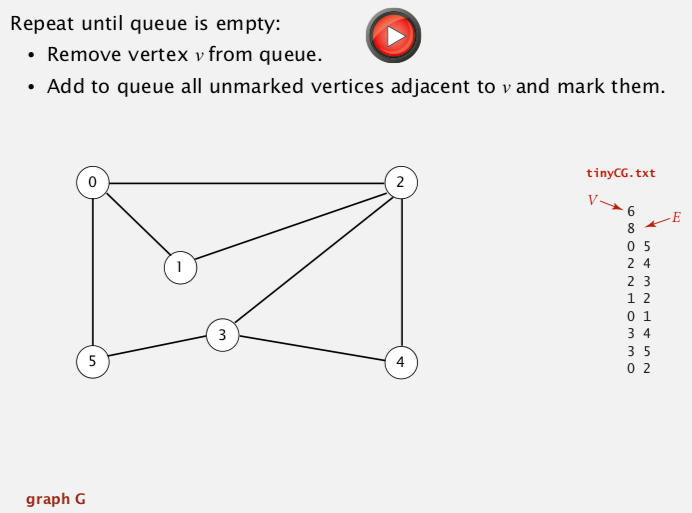 Repeat until queue is empty:
• Remove vertex v from queue.
• Add to queue all unmarked vertices adjacent to v and mark them.
tinyCG.txt
V
6
E
8
0 5
2 4
2 3
1 2
0 1
3 4
3 5
0 2
0
2
1
3
5
4
graph G